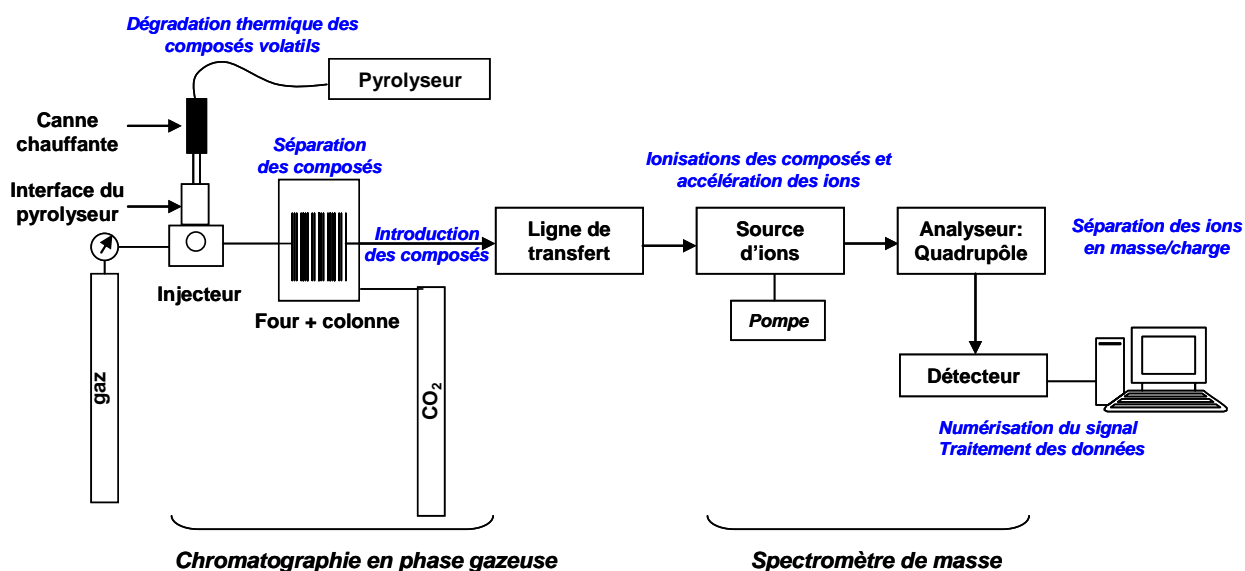 Dégradation thermique des
composés volatils
Pyrolyseur
Canne
chauffante
Interface du
pyrolyseur
Injecteur
gaz
Séparation
des composés
Four + colonne
CO₂
Introduction
des composés
Ligne de
transfert
Ionisations des composés et
accélération des ions
Source
d'ions
Pompe
Analyseur:
Quadrupôle
Séparation des ions
en masse/charge
Détecteur
Numérisation du signal
Traitement des données
Chromatographie en phase gazeuse
Spectromètre de masse